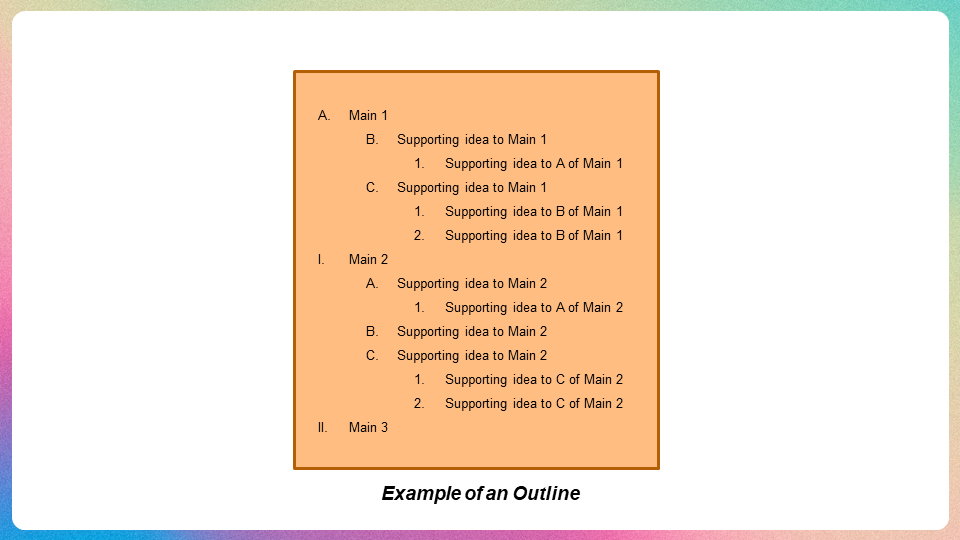 A. Main 1
B. Supporting idea to Main 1
1. Supporting idea to A of Main 1
C. Supporting idea to Main 1
1. Supporting idea to B of Main 1
2. Supporting idea to B of Main 1
I. Main 2
A. Supporting idea to Main 2
1. Supporting idea to A of Main 2
B. Supporting idea to Main 2
C. Supporting idea to Main 2
1. Supporting idea to C of Main 2
2. Supporting idea to C of Main 2
II. Main 3
Example of an Outline